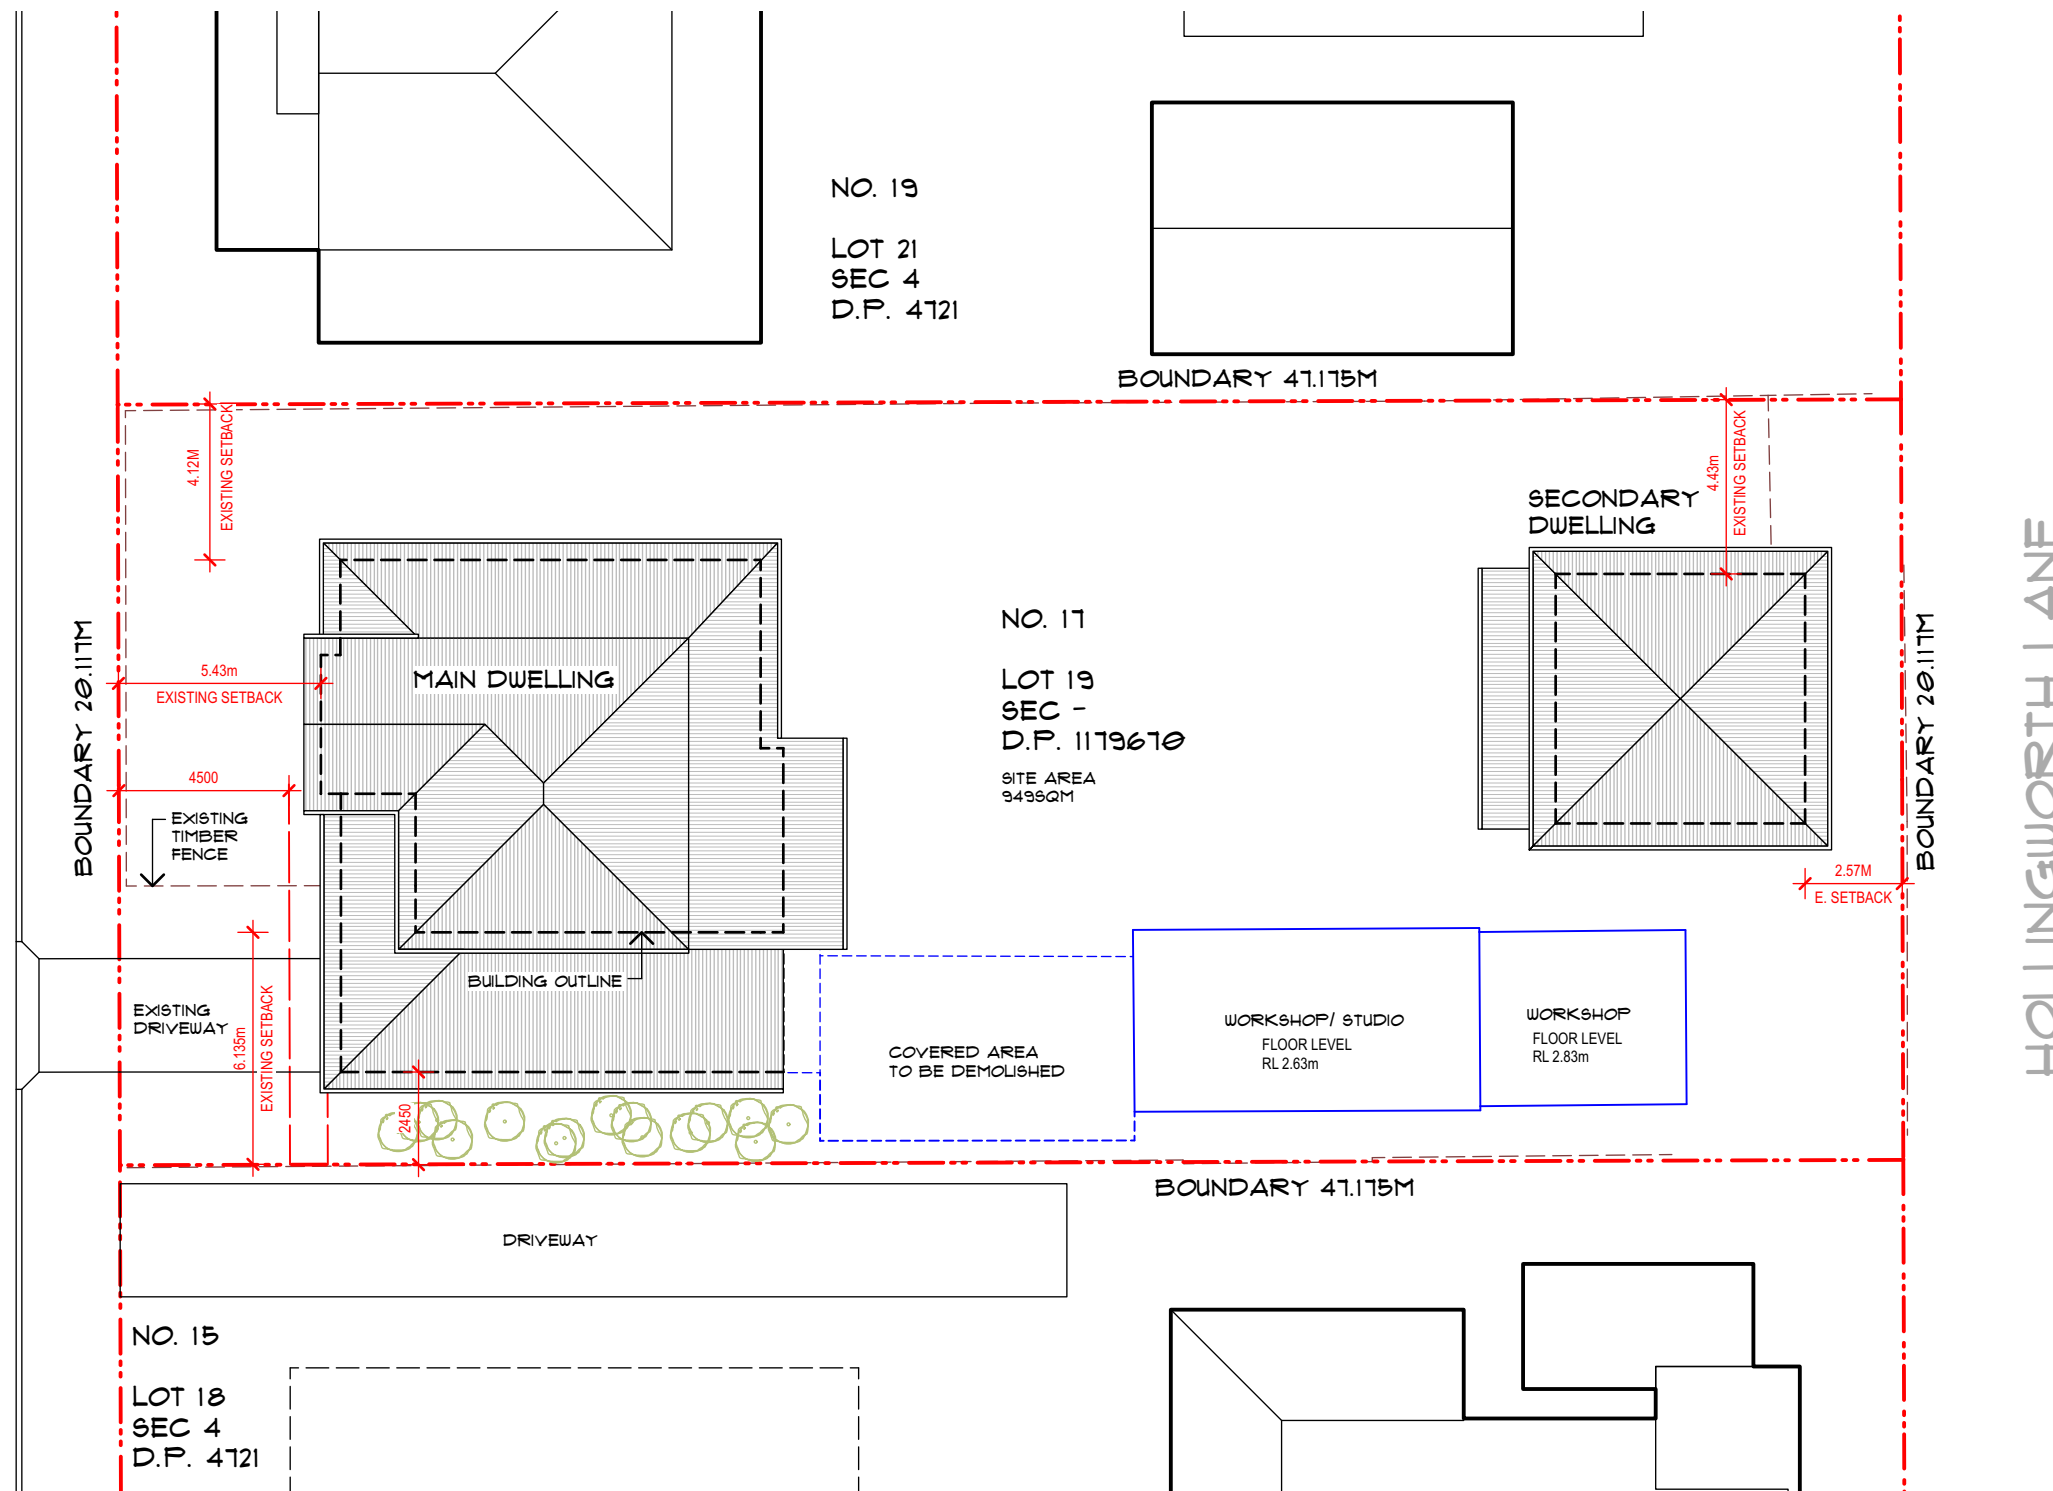 NO. 19
LOT 21
SEC 4
D.P. 4721
BOUNDARY 47.175M
4.12M
EXISTING SETBACK
4.43m
EXISTING SETBACK
SECONDARY
DWELLING
BOUNDARY 20.117M
5.43m
EXISTING SETBACK
MAIN DWELLING
NO. 17
LOT 19
SEC -
D.P. 1179670
SITE AREA
949SQM
4500
EXISTING
TIMBER
FENCE
BOUNDARY 20.117M
HOLLINGWORTH LANE
2.57M
E. SETBACK
BUILDING OUTLINE
EXISTING
DRIVEWAY
6.135m
EXISTING SETBACK
2450
COVERED AREA
TO BE DEMOLISHED
WORKSHOP/ STUDIO
FLOOR LEVEL
RL 2.63m
WORKSHOP
FLOOR LEVEL
RL 2.83m
BOUNDARY 47.175M
DRIVEWAY
NO. 15
LOT 18
SEC 4
D.P. 4721